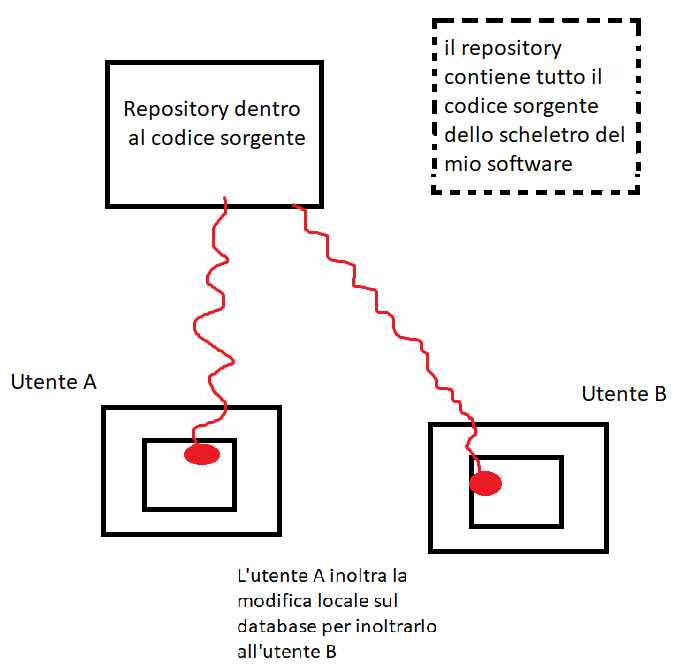 il repository
contiene tutto il
codice sorgente
dello scheletro del
mio software
Repository dentro
al codice sorgente
Utente A
Utente B
L'utente A inoltra la
modifica locale sul
database per inoltrarlo
all'utente B